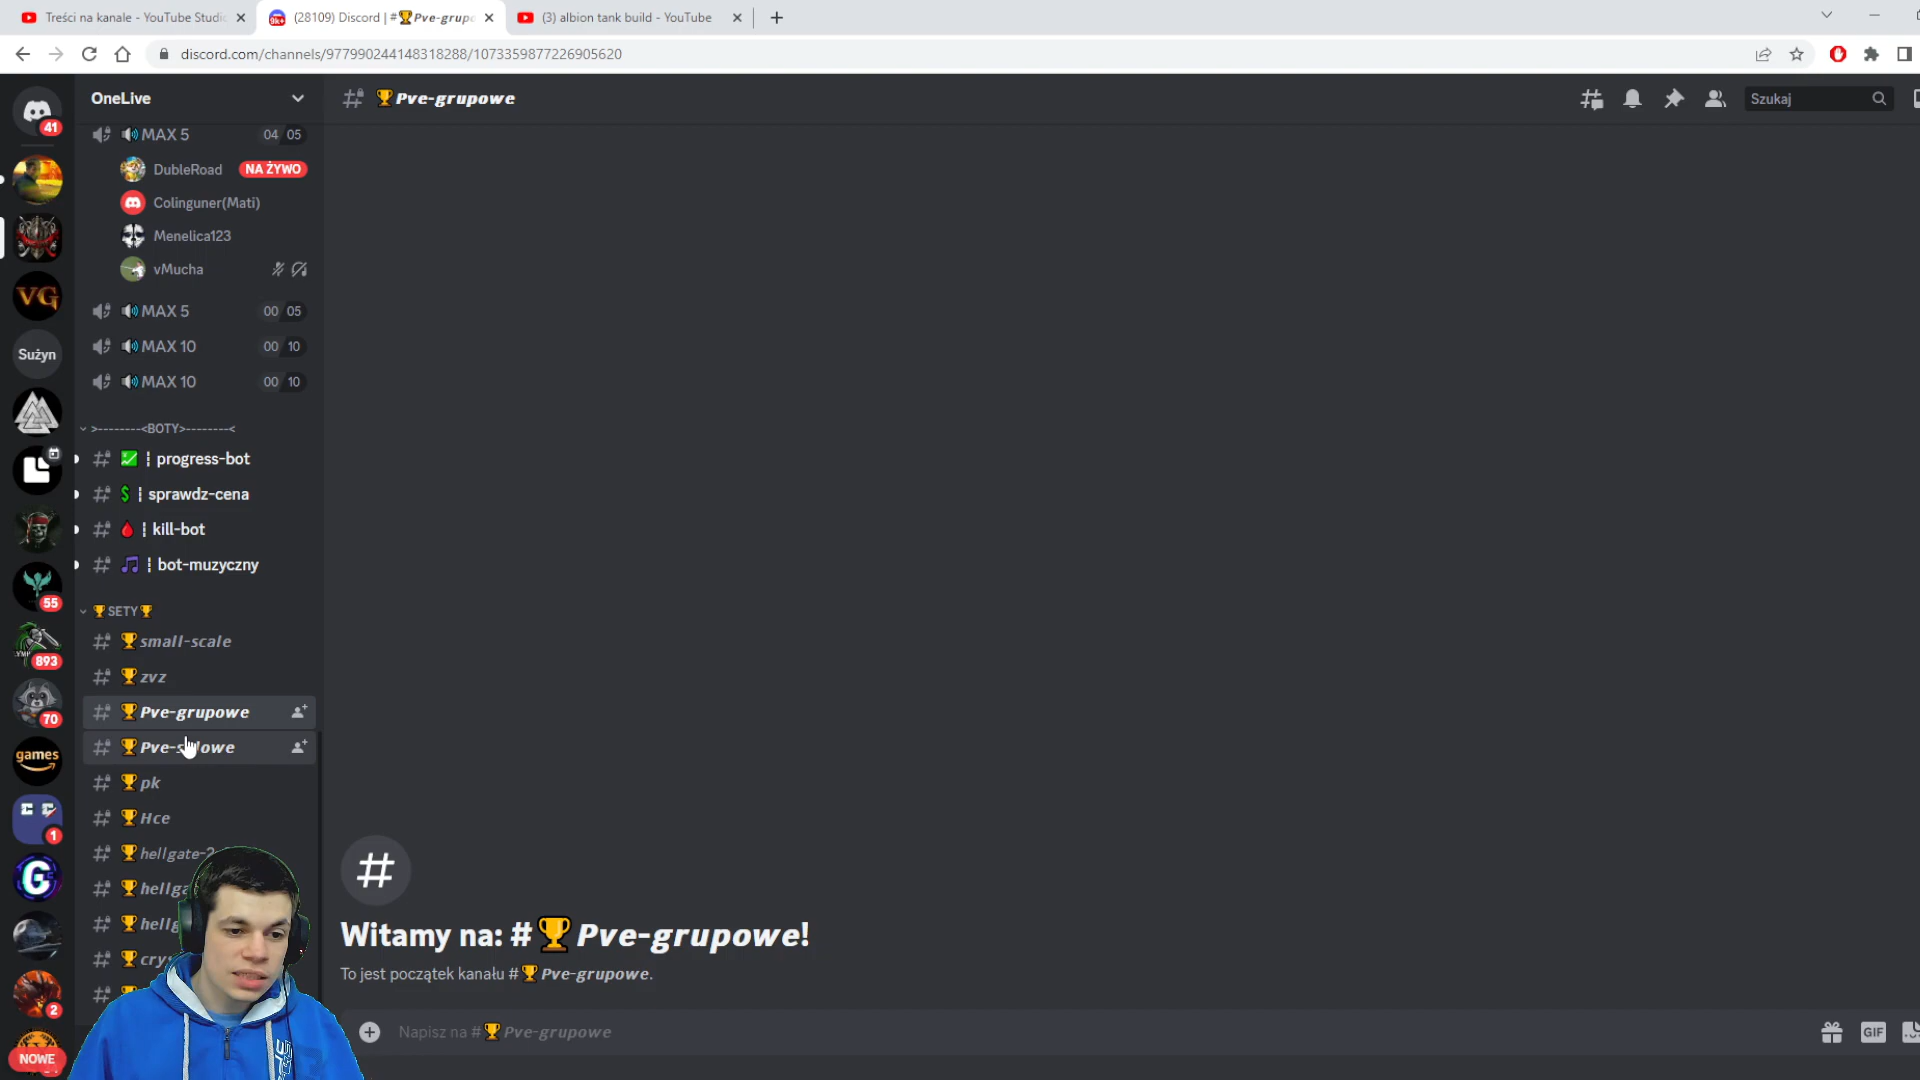 Treści na kanale - YouTube Studio
(28109) Discord | #🏆Pve-grupo
(3) albion tank build - YouTube
discord.com/channels/977990244148318288/1073359877226905620
OneLive
🏆Pve-grupowe
Szukaj
41
MAX 5 04 05
DubleRoad NA ŻYWO
Colinguner(Mati)
Menelica123
vMucha
VG
MAX 5 00 05
Sużyn
MAX 10 00 10
MAX 10 00 10
>--------<BOTY>--------<
progress-bot
$ ¦ sprawdz-cena
¦ kill-bot
¦ bot-muzyczny
55
🏆SETY🏆
🏆small-scale
893
🏆zvz
70
🏆Pve-grupowe
games
🏆pk
1
🏆Hce
G
Witamy na: #🏆Pve-grupowe!
To jest początek kanału #🏆Pve-grupowe.
2
NOWE
Napisz na #🏆Pve-grupowe
GIF